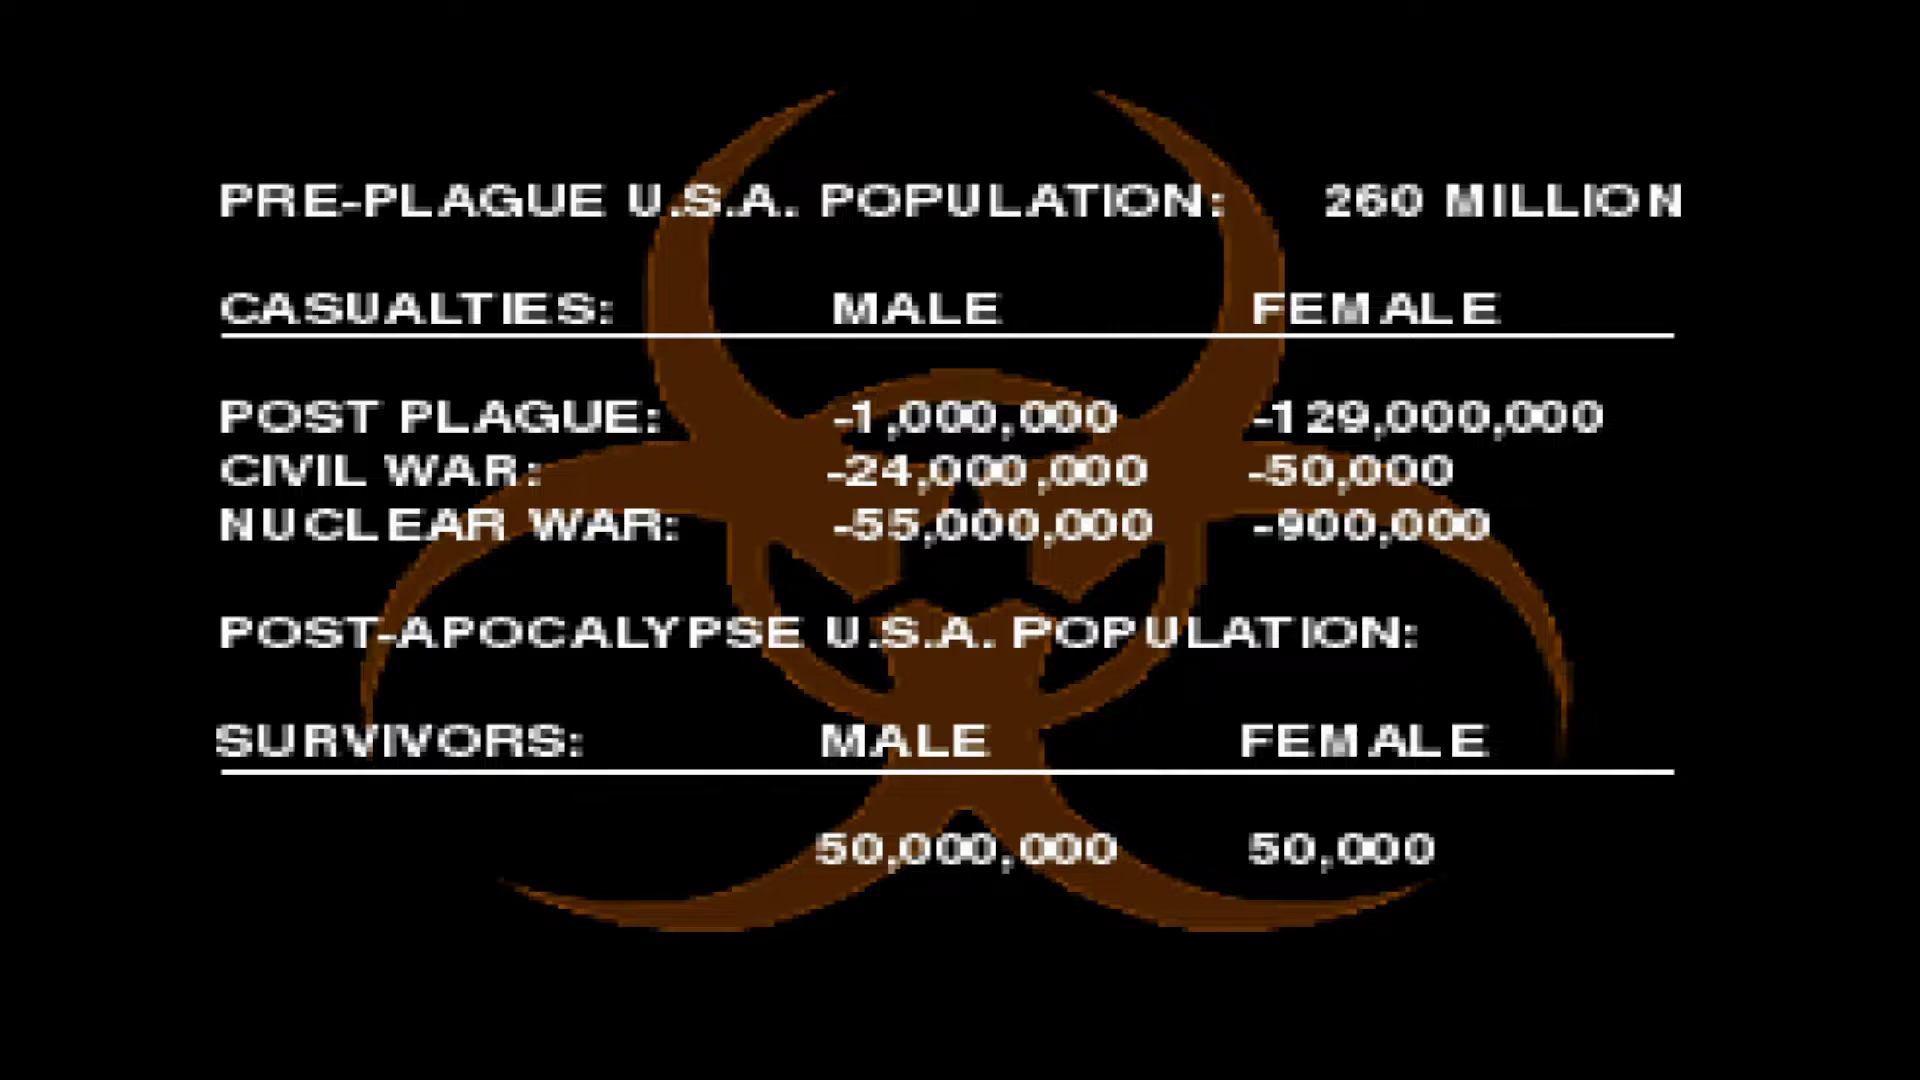 PRE-PLAGUE U.S.A. POPULATION: 260 MILLION
CASUALTIES: MALE FEMALE
POST PLAGUE: -1,000,000 -129,000,000
CIVIL WAR: -24,000,000 -50,000
NUCLEAR WAR: -55,000,000 -900,000
POST-APOCALYPSE U.S.A. POPULATION:
SURVIVORS: MALE FEMALE
50,000,000 50,000